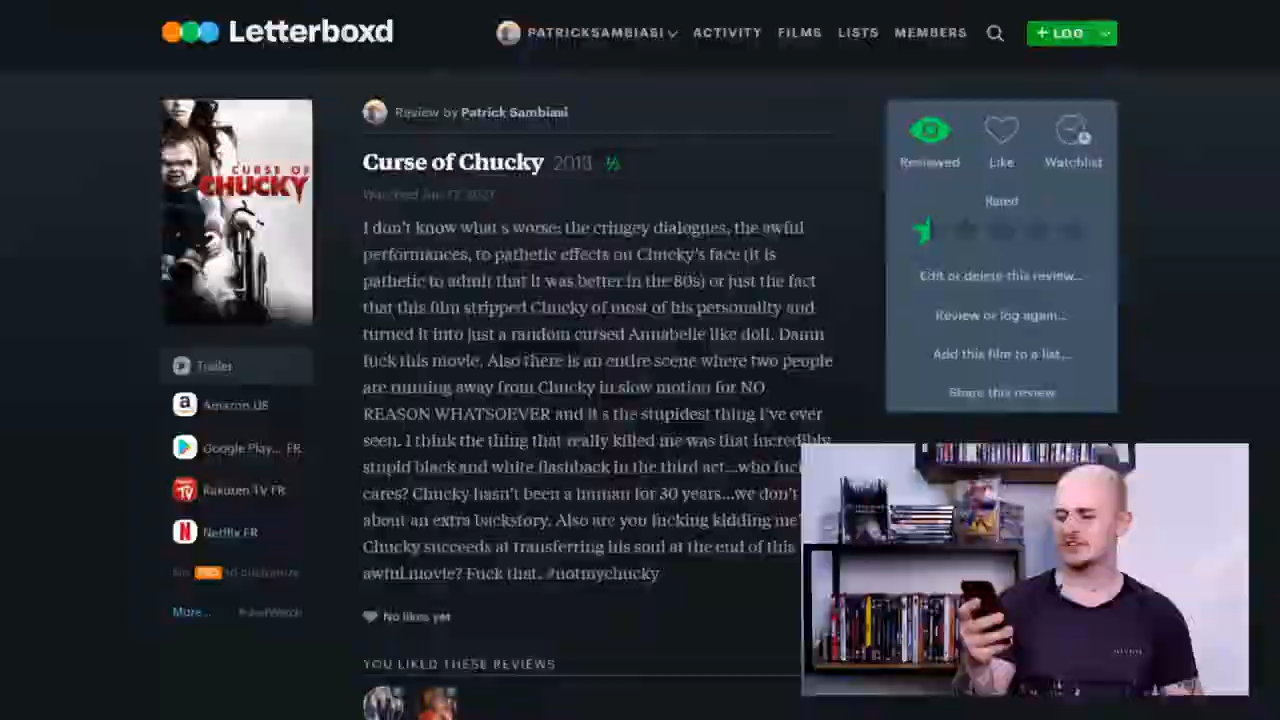 Letterboxd
PATRICKSAMBIASI ACTIVITY FILMS LISTS MEMBERS + LOG
Review by Patrick Sambiasi
Curse of Chucky 2013 ½
Reviewed Like Watchlist
Rated
CURSE OF
CHUCKY
I don't know what s worse: the cringey dialogues, the awful
performances, to pathetic effects on Chucky's face (it is
pathetic to admit that it was better in the 80s) or just the fact
that this film stripped Chucky of most of his personality and
turned it into just a random cursed Annabelle like doll. Damn
fuck this movie. Also there is an entire scene where two people
are running away from Chucky in slow motion for NO
REASON WHATSOEVER and it s the stupidest thing I've ever
seen. I think the thing that really killed me was that incredibly
stupid black and white flashback in the third act...who fuc
cares? Chucky hasn't been a human for 30 years...we don't
about an extra backstory. Also are you fucking kidding me
Chucky succeeds at transferring his soul at the end of this
awful movie? Fuck that. #notmychucky
Edit or delete this review...
Review or log again...
Add this film to a list...
Share this review
Trailer
Amazon US
Google Play... FR
Rakuten TV FR
Netflix FR
PRO to customize
More... JustWatch
No likes yet
YOU LIKED THESE REVIEWS